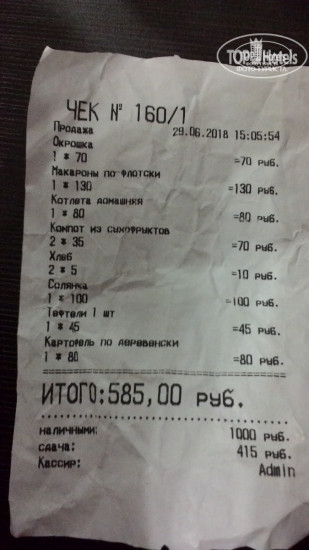 TOP Hotels
ФОТО ТУРИСТА
ЧЕК № 160/1
Продажа 29.06.2018 15:05:54
Окрошка
1 * 70 =70 руб.
Макароны по флотски
1 * 130 =130 руб.
Котлета домашняя
1 * 80 =80 руб.
Компот из сухофруктов
2 * 35 =70 руб.
Хлеб
2 * 5 =10 руб.
Солянка
1 * 100 =100 руб.
Тефтели 1 шт
1 * 45 =45 руб.
Картофель по деревенски
1 * 80 =80 руб.
ИТОГО:585,00 руб.
наличными: 1000 руб.
сдача: 415 руб.
Кассир: Admin